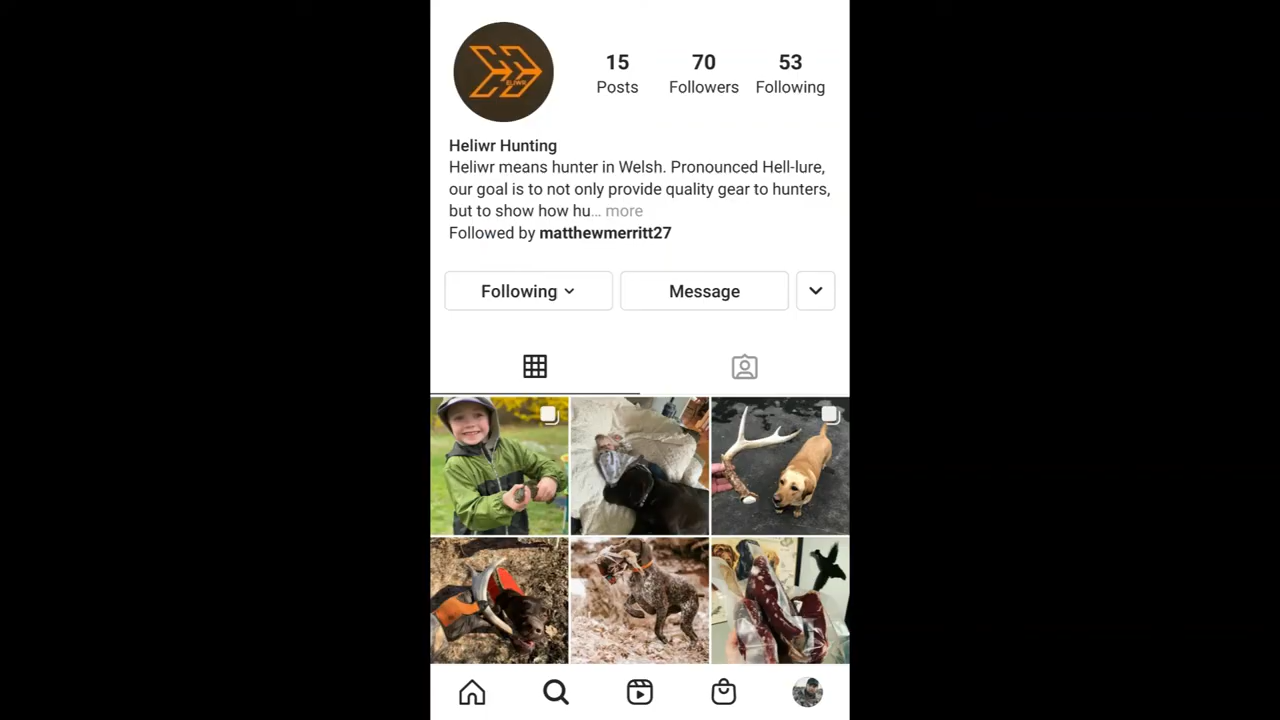 ELIWR
15
Posts
70
Followers
53
Following
Heliwr Hunting
Heliwr means hunter in Welsh. Pronounced Hell-lure,
our goal is to not only provide quality gear to hunters,
but to show how hu... more
Followed by matthewmerritt27
Following
Message